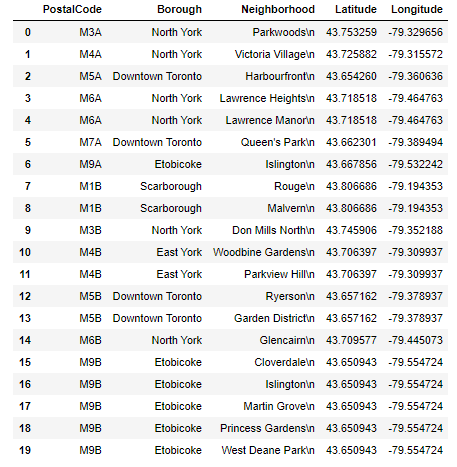 PostalCode Borough Neighborhood Latitude Longitude
0 M3A North York Parkwoods\n 43.753259 -79.329656
1 M4A North York Victoria Village\n 43.725882 -79.315572
2 M5A Downtown Toronto Harbourfront\n 43.654260 -79.360636
3 M6A North York Lawrence Heights\n 43.718518 -79.464763
4 M6A North York Lawrence Manor\n 43.718518 -79.464763
5 M7A Downtown Toronto Queen's Park\n 43.662301 -79.389494
6 M9A Etobicoke Islington\n 43.667856 -79.532242
7 M1B Scarborough Rouge\n 43.806686 -79.194353
8 M1B Scarborough Malvern\n 43.806686 -79.194353
9 M3B North York Don Mills North\n 43.745906 -79.352188
10 M4B East York Woodbine Gardens\n 43.706397 -79.309937
11 M4B East York Parkview Hill\n 43.706397 -79.309937
12 M5B Downtown Toronto Ryerson\n 43.657162 -79.378937
13 M5B Downtown Toronto Garden District\n 43.657162 -79.378937
14 M6B North York Glencairn\n 43.709577 -79.445073
15 M9B Etobicoke Cloverdale\n 43.650943 -79.554724
16 M9B Etobicoke Islington\n 43.650943 -79.554724
17 M9B Etobicoke Martin Grove\n 43.650943 -79.554724
18 M9B Etobicoke Princess Gardens\n 43.650943 -79.554724
19 M9B Etobicoke West Deane Park\n 43.650943 -79.554724